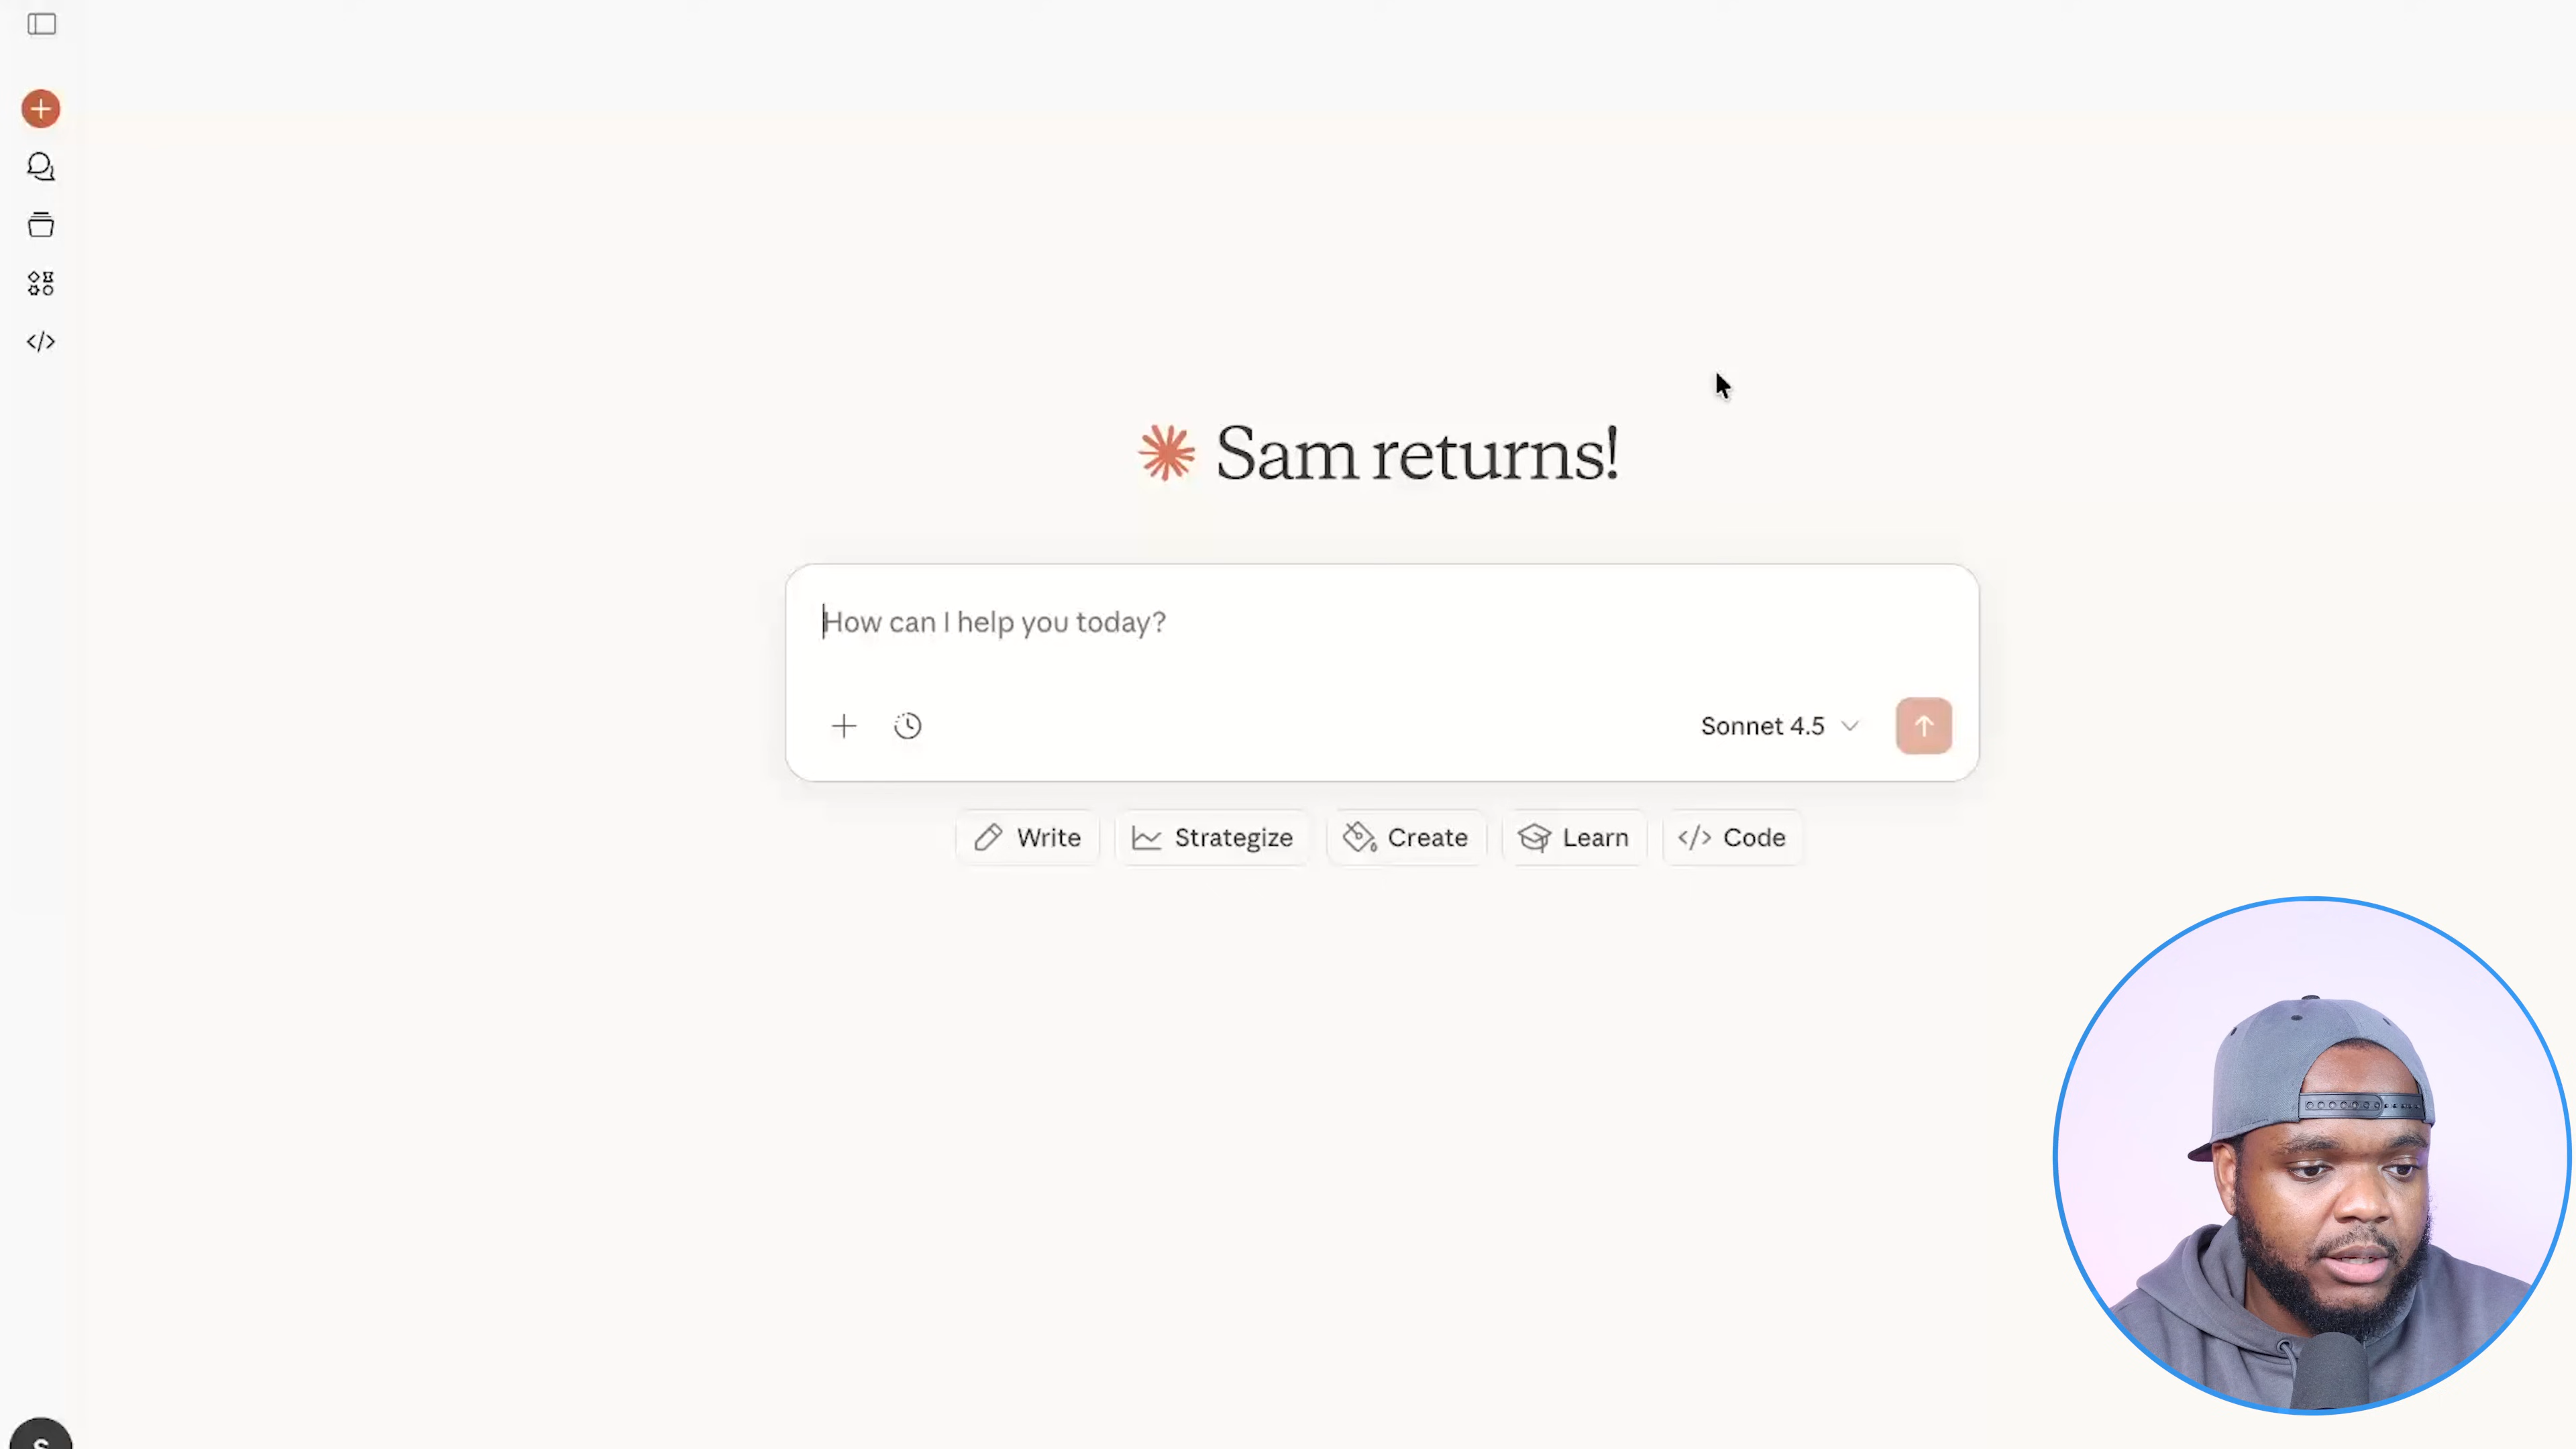 Sam returns!
How can I help you today?
Sonnet 4.5
Write
Strategize
Create
Learn
Code